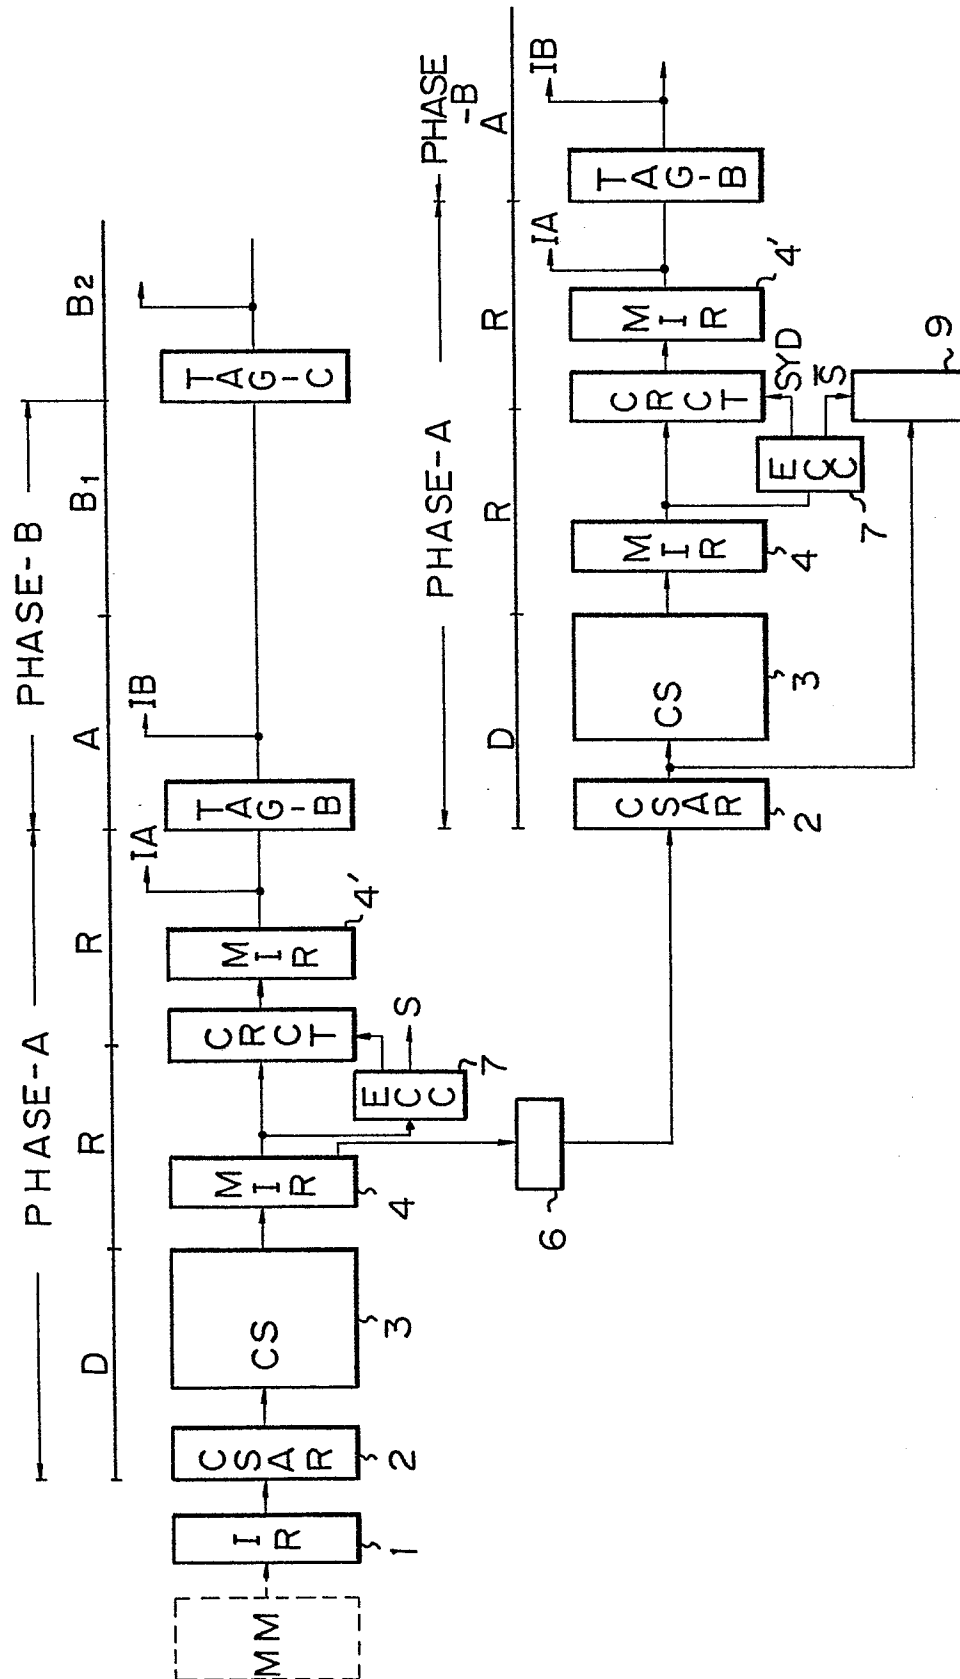 PHASE-A
PHASE-B
D
R
R
A
B1
B2
MM
IR
1
CSAR
2
CS
3
MIR
4
ECC
7
S
CRCT
MIR
4'
IA
TAG-B
IB
TAG-C
6
PHASE-A
PHASE
-B
D
R
R
A
CSAR
2
CS
3
MIR
4
ECC
7
SYD
S̅
CRCT
MIR
4'
IA
TAG-B
IB
9